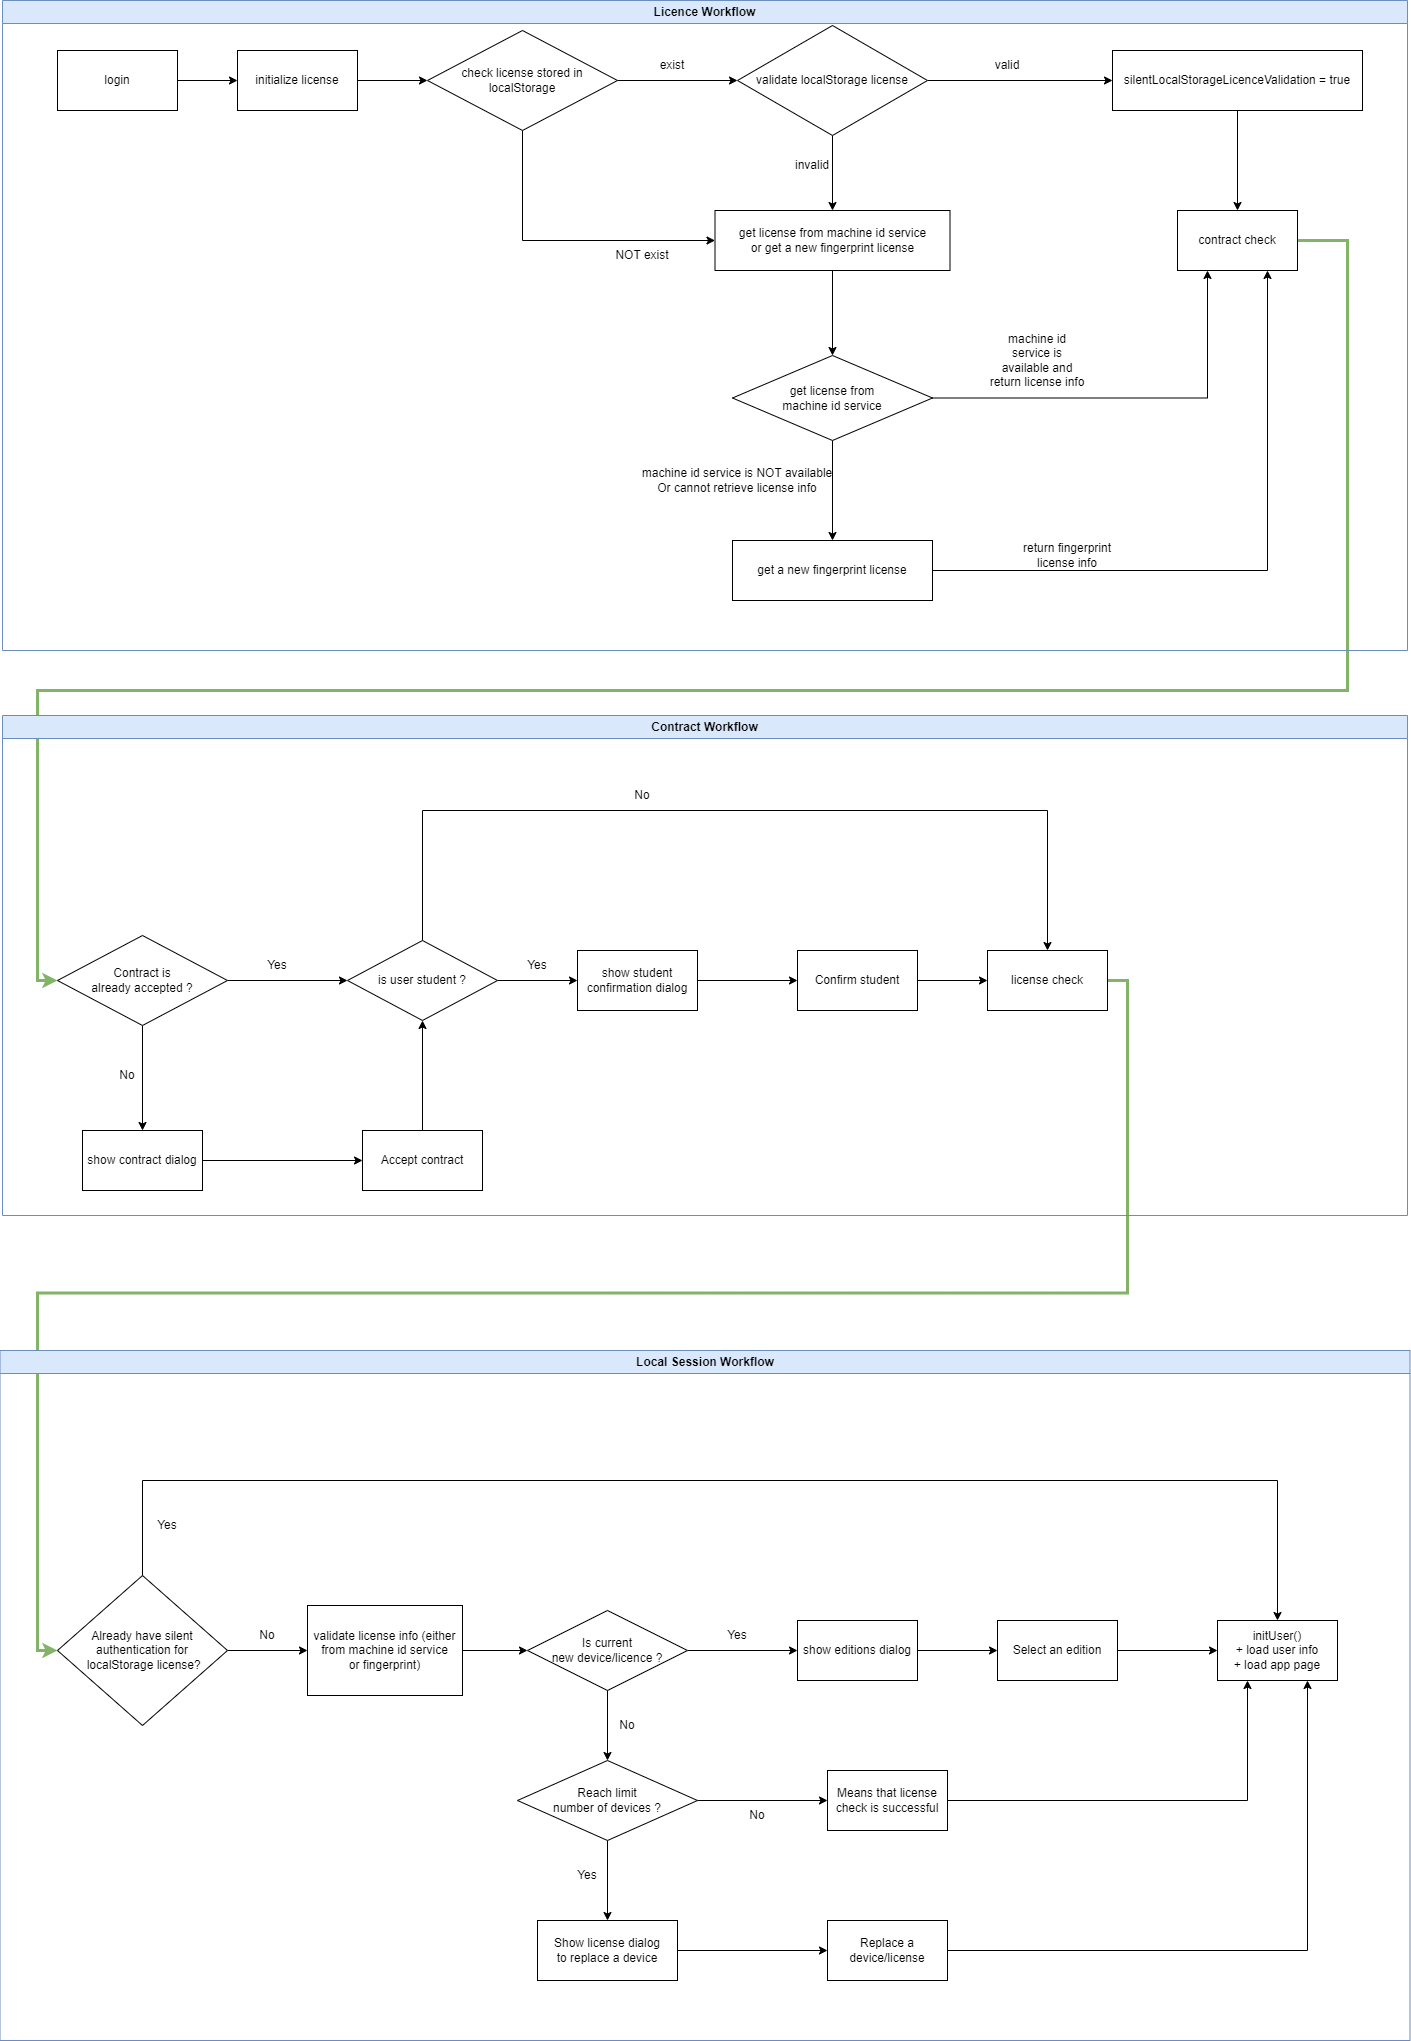 Licence Workflow
login
initialize license
check license stored in
localStorage
exist
validate localStorage license
valid
silentLocalStorageLicenceValidation = true
invalid
NOT exist
get license from machine id service
or get a new fingerprint license
contract check
machine id
service is
available and
return license info
get license from
machine id service
machine id service is NOT available
Or cannot retrieve license info
get a new fingerprint license
return fingerprint
license info
Contract Workflow
No
Contract is
already accepted ?
Yes
is user student ?
Yes
show student
confirmation dialog
Confirm student
license check
No
show contract dialog
Accept contract
Local Session Workflow
Yes
Already have silent
authentication for
localStorage license?
No
validate license info (either
from machine id service
or fingerprint)
Is current
new device/licence ?
Yes
show editions dialog
Select an edition
initUser()
+ load user info
+ load app page
No
Reach limit
number of devices ?
No
Means that license
check is successful
Yes
Show license dialog
to replace a device
Replace a
device/license